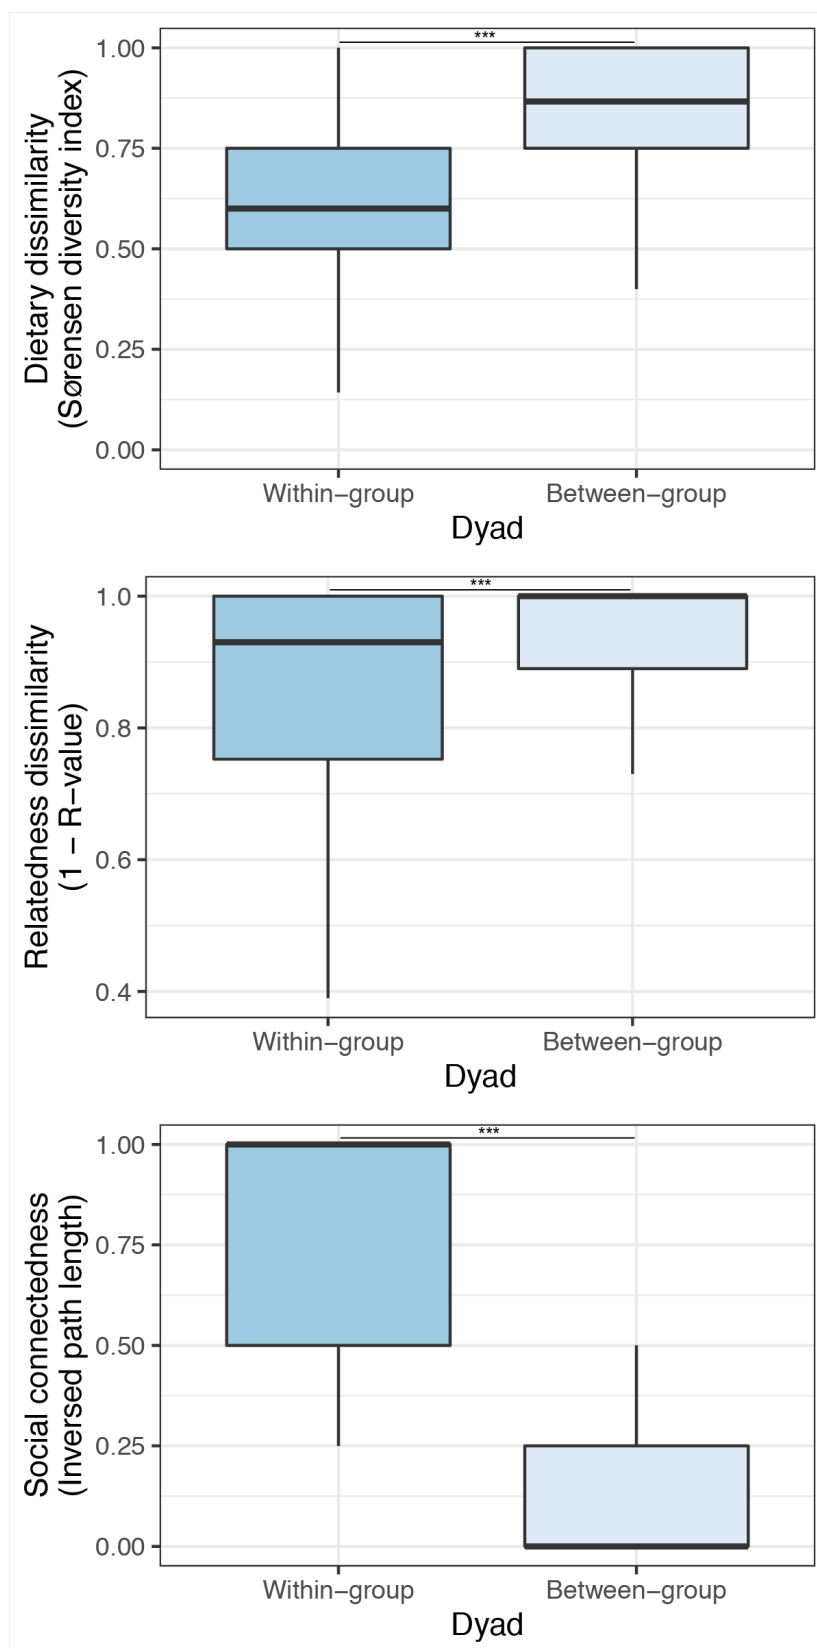 ***
1.00
0.75
0.50
0.25
0.00
Dietary dissimilarity
(Sørensen diversity index)
Within−group
Between−group
Dyad
***
1.0
0.8
0.6
0.4
Relatedness dissimilarity
(1 − R−value)
Within−group
Between−group
Dyad
***
1.00
0.75
0.50
0.25
0.00
Social connectedness
(Inversed path length)
Within−group
Between−group
Dyad